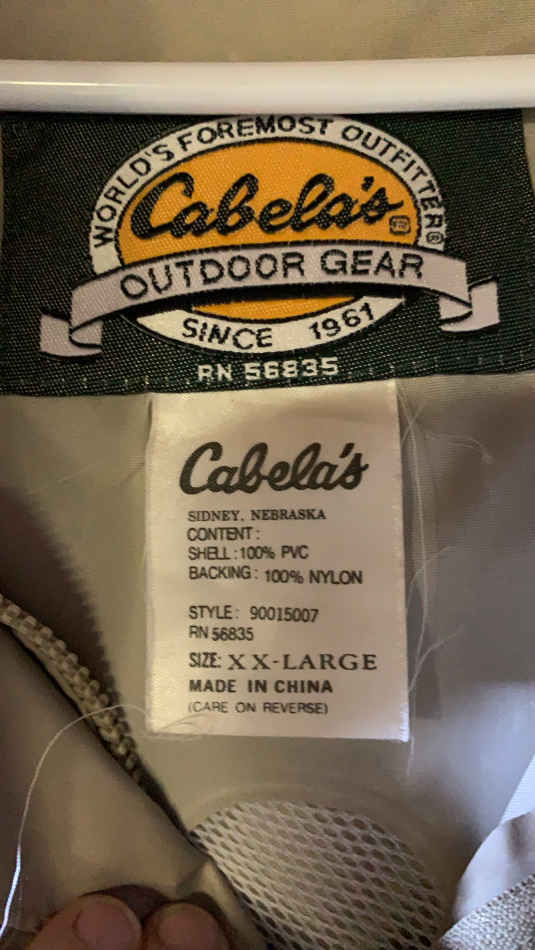 WORLD'S FOREMOST OUTFITTER®
Cabela's
OUTDOOR GEAR
SINCE 1961
RN 56835
Cabela's
SIDNEY, NEBRASKA
CONTENT:
SHELL: 100% PVC
BACKING: 100% NYLON
STYLE: 90015007
RN 56835
SIZE: XX-LARGE
MADE IN CHINA
(CARE ON REVERSE)